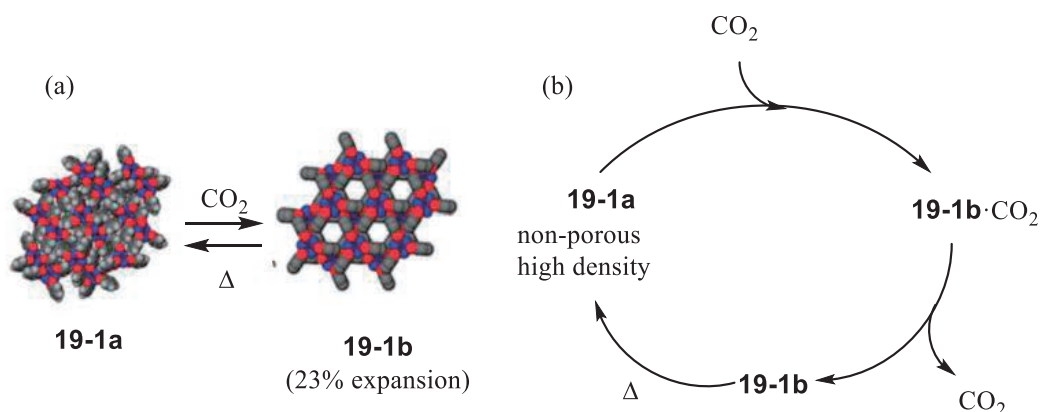 (a)
CO₂
Δ
19-1a
19-1b
(23% expansion)
(b)
CO₂
19-1a
non-porous
high density
19-1b·CO₂
Δ
19-1b
CO₂